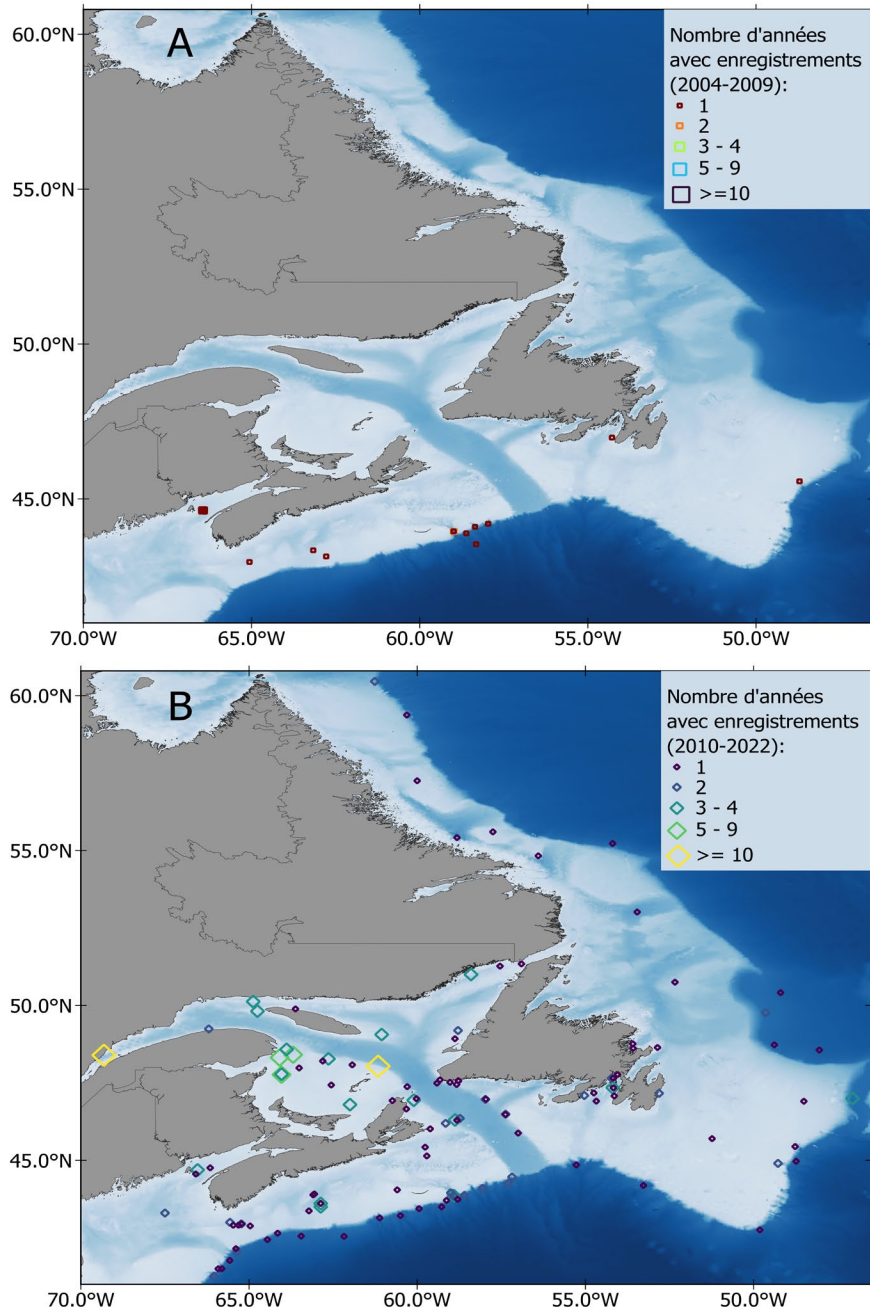 A
Nombre d'années
avec enregistrements
(2004-2009):
1
2
3 - 4
5 - 9
>=10
60.0°N
55.0°N
50.0°N
45.0°N
70.0°W 65.0°W 60.0°W 55.0°W 50.0°W
B
Nombre d'années
avec enregistrements
(2010-2022):
1
2
3 - 4
5 - 9
>= 10
60.0°N
55.0°N
50.0°N
45.0°N
70.0°W 65.0°W 60.0°W 55.0°W 50.0°W